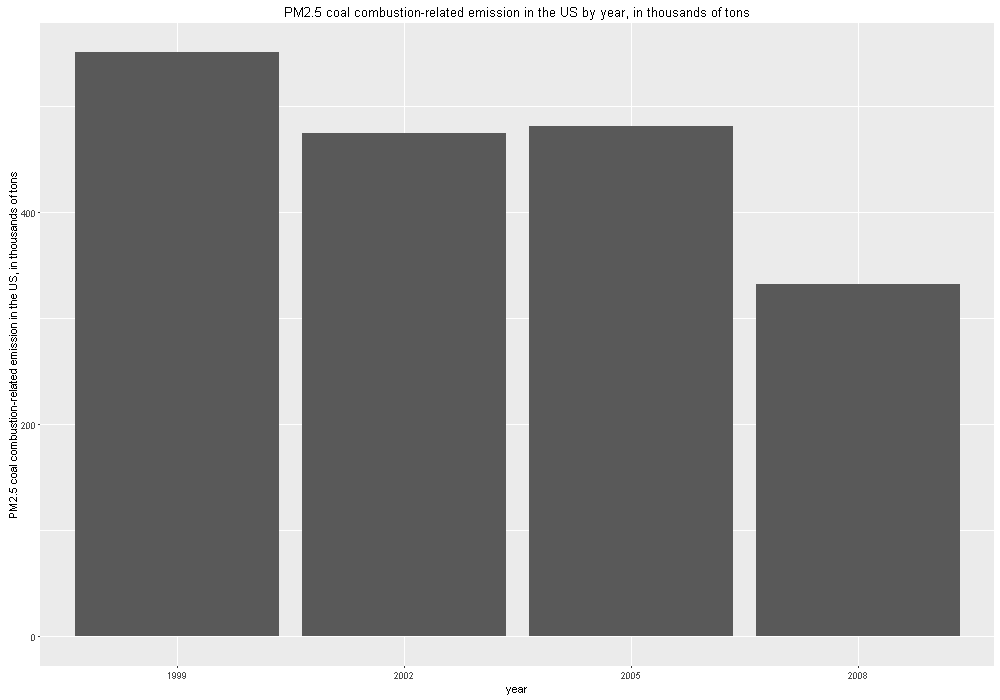 PM2.5 coal combustion-related emission in the US by year, in thousands of tons
PM2.5 coal combustion-related emission in the US, in thousands of tons
400
200
0
1999
2002
2005
2008
year